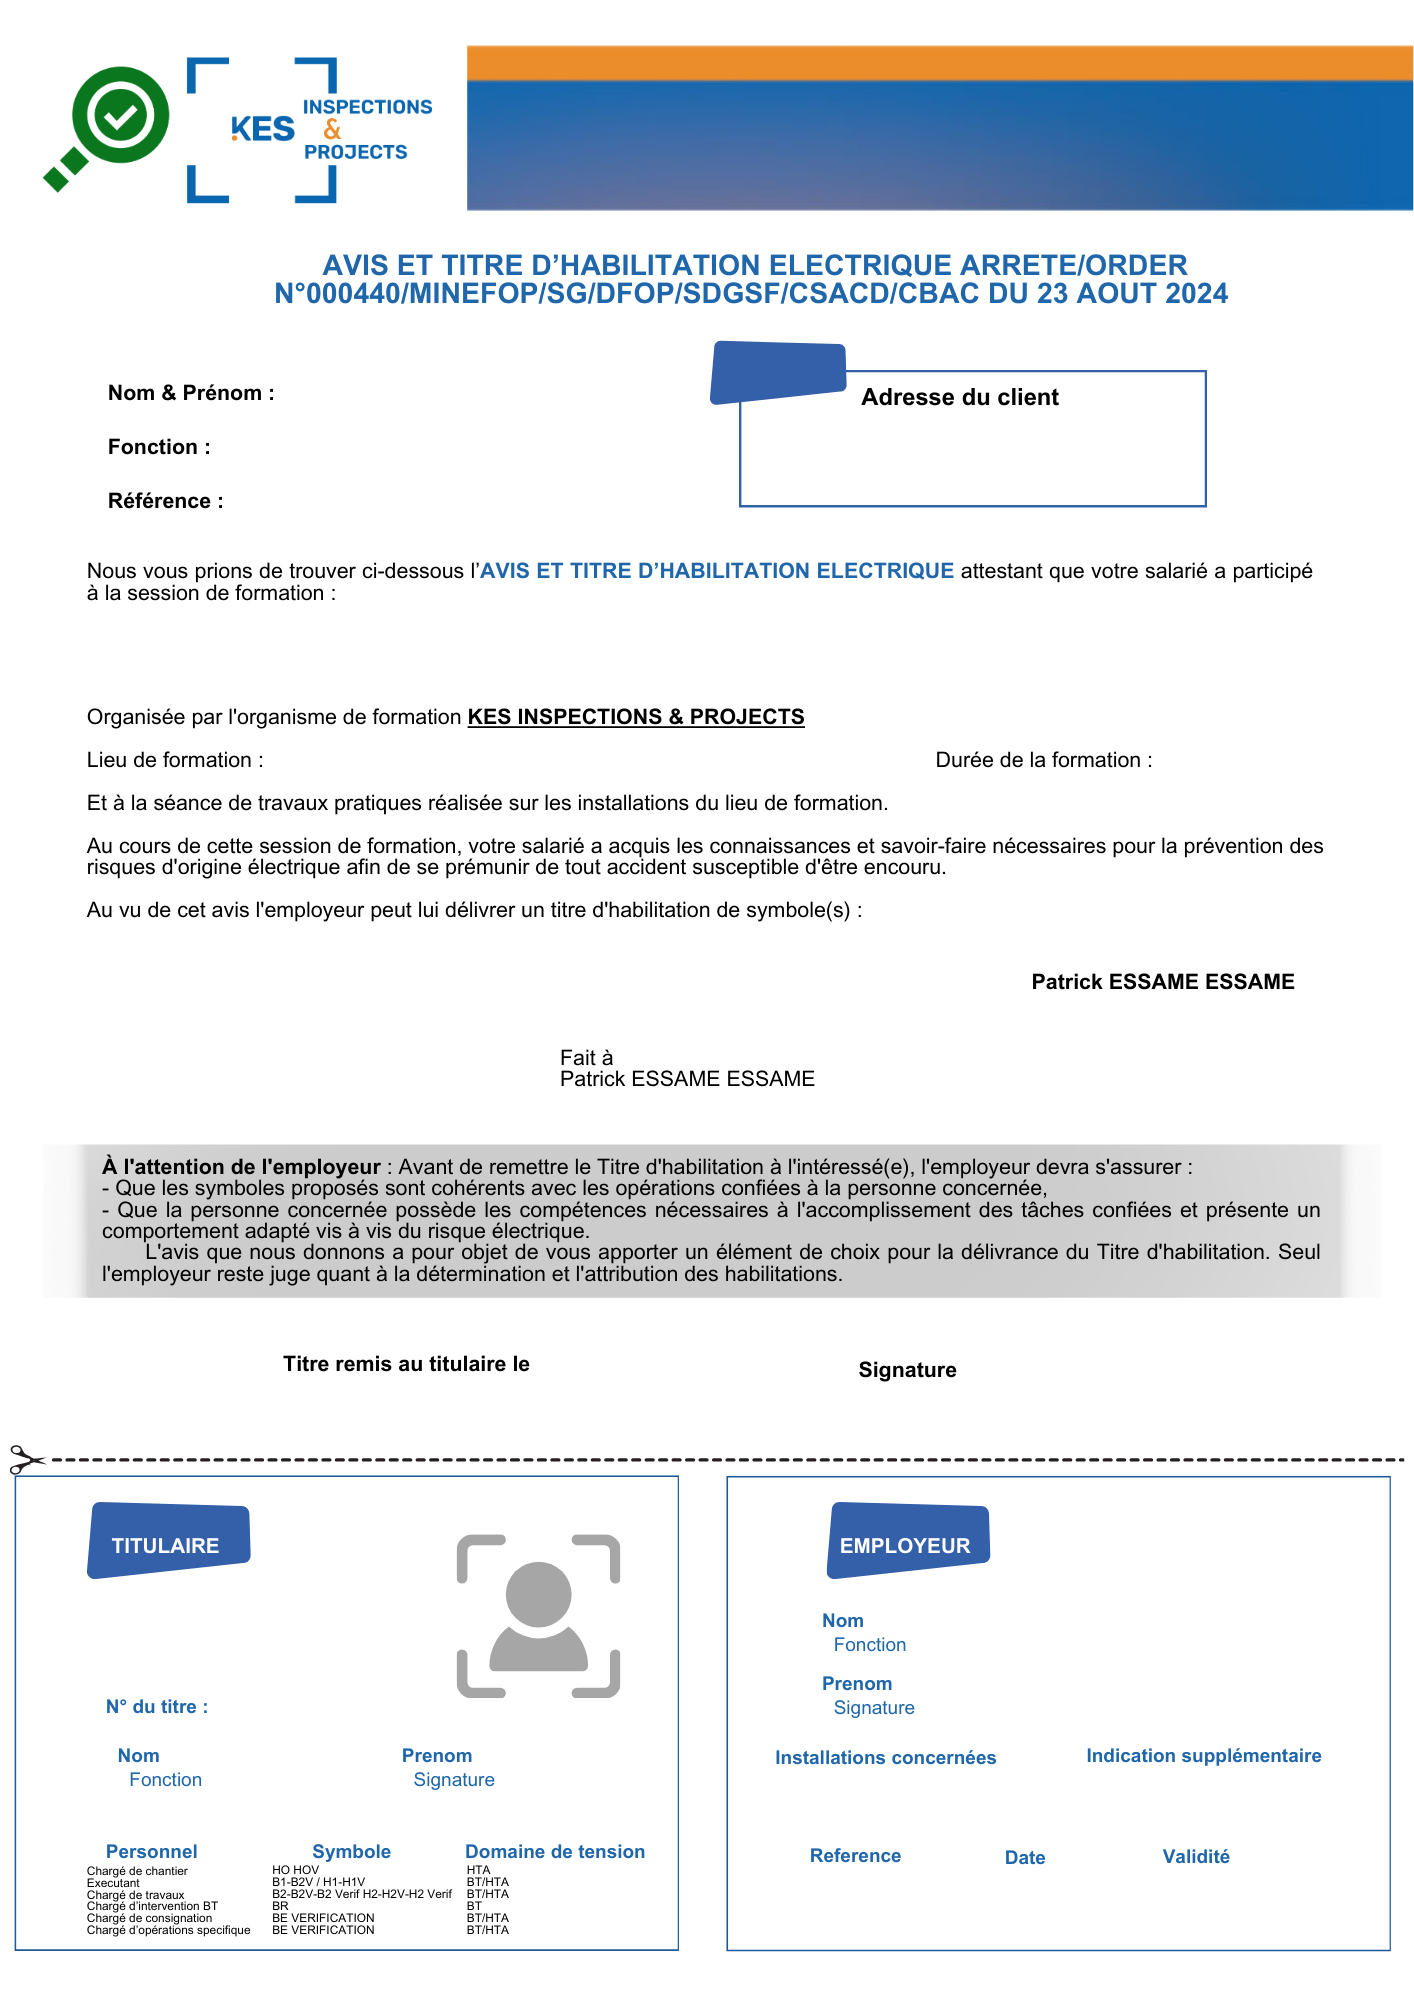 KES INSPECTIONS
&
PROJECTS
AVIS ET TITRE D’HABILITATION ELECTRIQUE ARRETE/ORDER
N°000440/MINEFOP/SG/DFOP/SDGSF/CSACD/CBAC DU 23 AOUT 2024
Nom & Prénom :
Adresse du client
Fonction :
Référence :
Nous vous prions de trouver ci-dessous l’AVIS ET TITRE D’HABILITATION ELECTRIQUE attestant que votre salarié a participé
à la session de formation :
Organisée par l'organisme de formation KES INSPECTIONS & PROJECTS
Lieu de formation : Durée de la formation :
Et à la séance de travaux pratiques réalisée sur les installations du lieu de formation.
Au cours de cette session de formation, votre salarié a acquis les connaissances et savoir-faire nécessaires pour la prévention des
risques d'origine électrique afin de se prémunir de tout accident susceptible d'être encouru.
Au vu de cet avis l'employeur peut lui délivrer un titre d'habilitation de symbole(s) :
Patrick ESSAME ESSAME
Fait à
Patrick ESSAME ESSAME
À l'attention de l'employeur : Avant de remettre le Titre d'habilitation à l'intéressé(e), l'employeur devra s'assurer :
- Que les symboles proposés sont cohérents avec les opérations confiées à la personne concernée,
- Que la personne concernée possède les compétences nécessaires à l'accomplissement des tâches confiées et présente un
comportement adapté vis à vis du risque électrique.
L'avis que nous donnons a pour objet de vous apporter un élément de choix pour la délivrance du Titre d'habilitation. Seul
l'employeur reste juge quant à la détermination et l'attribution des habilitations.
Titre remis au titulaire le
Signature
TITULAIRE
N° du titre :
Nom Prenom
Fonction Signature
Personnel Symbole Domaine de tension
Chargé de chantier HO HOV HTA
Executant B1-B2V / H1-H1V BT/HTA
Chargé de travaux B2-B2V-B2 Verif H2-H2V-H2 Verif BT/HTA
Chargé d’intervention BT BR BT
Chargé de consignation BE VERIFICATION BT/HTA
Chargé d’opérations specifique BE VERIFICATION BT/HTA
EMPLOYEUR
Nom
Fonction
Prenom
Signature
Installations concernées Indication supplémentaire
Reference Date Validité